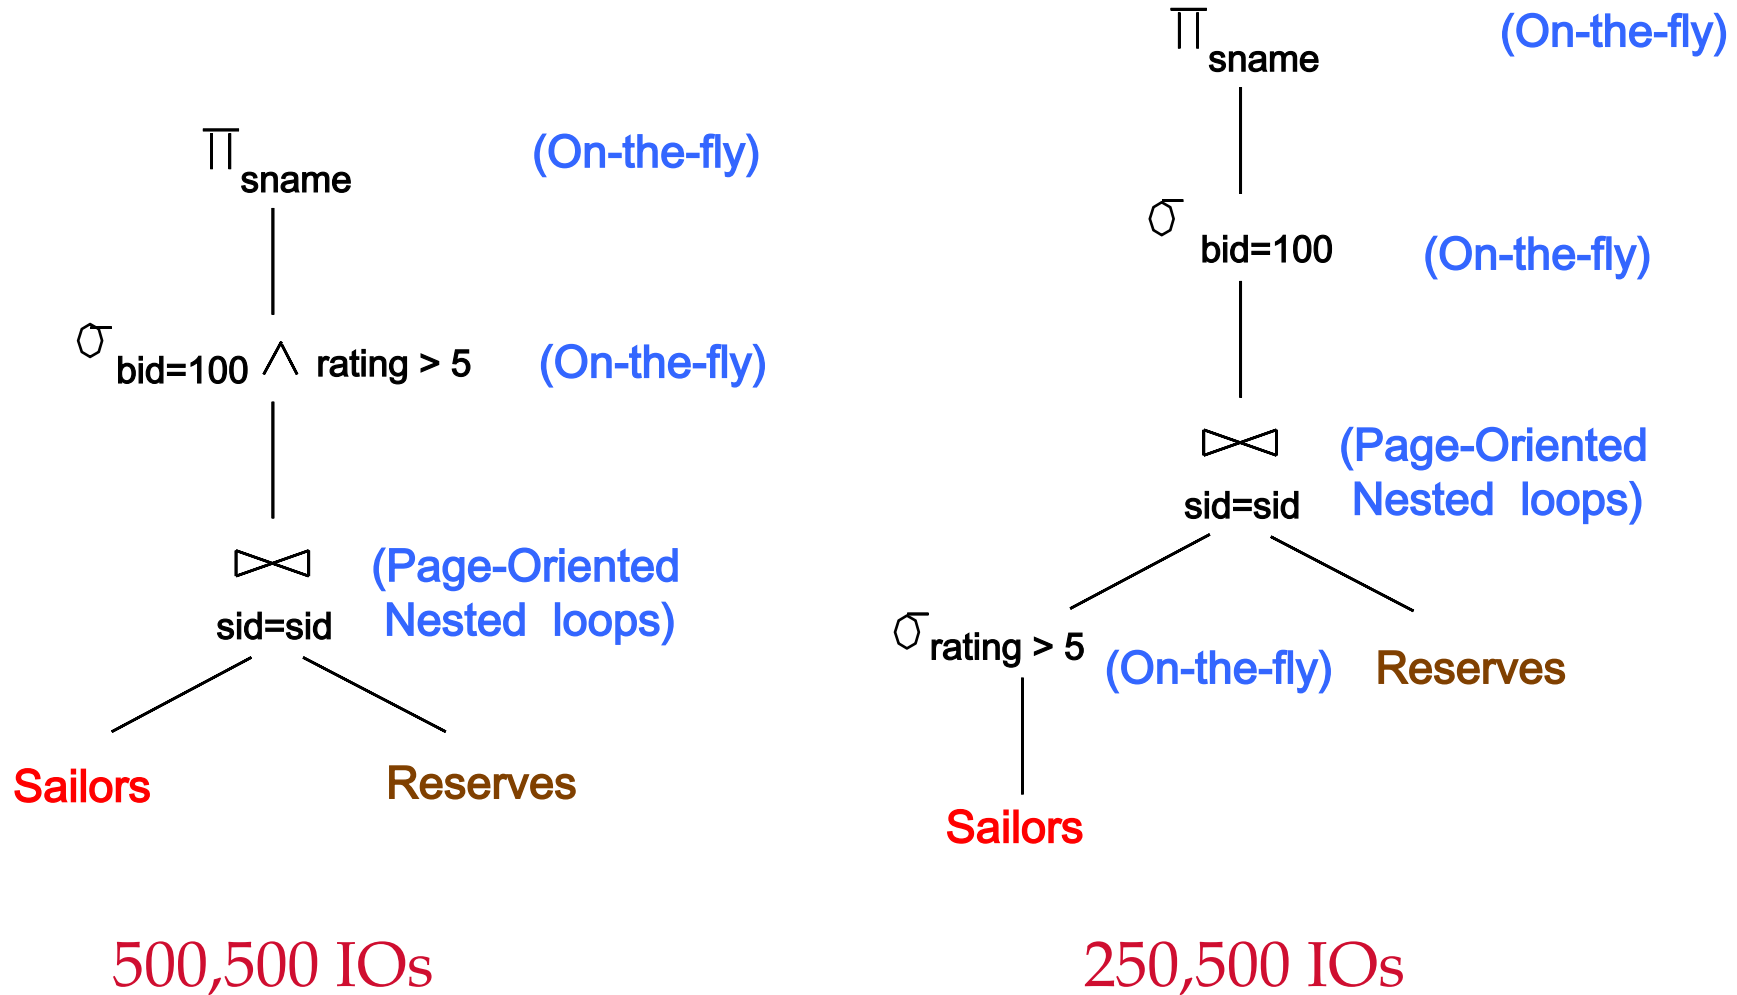 ∏ sname (On-the-fly)
σ bid=100 ∧ rating > 5 (On-the-fly)
⋈ (Page-Oriented
sid=sid Nested loops)
Sailors Reserves
500,500 IOs
∏ sname (On-the-fly)
σ bid=100 (On-the-fly)
⋈ (Page-Oriented
sid=sid Nested loops)
σ rating > 5 (On-the-fly) Reserves
Sailors
250,500 IOs